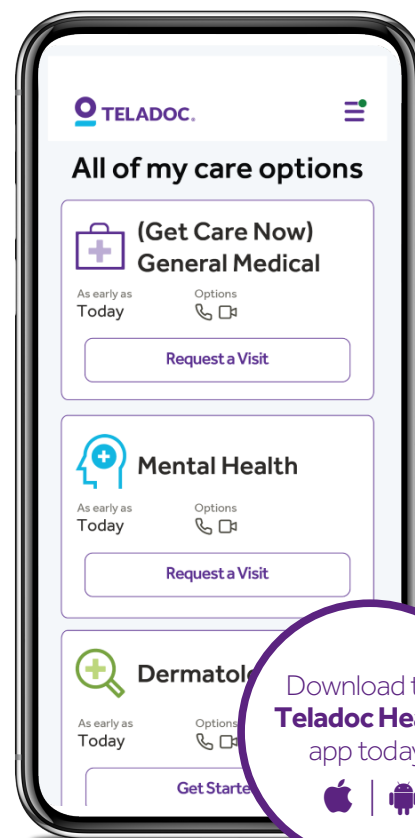 TELADOC.
All of my care options
(Get Care Now)
General Medical
As early as
Options
Today
Request a Visit
Mental Health
As early as
Options
Today
Request a Visit
As early as
Options
Today
Download
Teladoc
app today